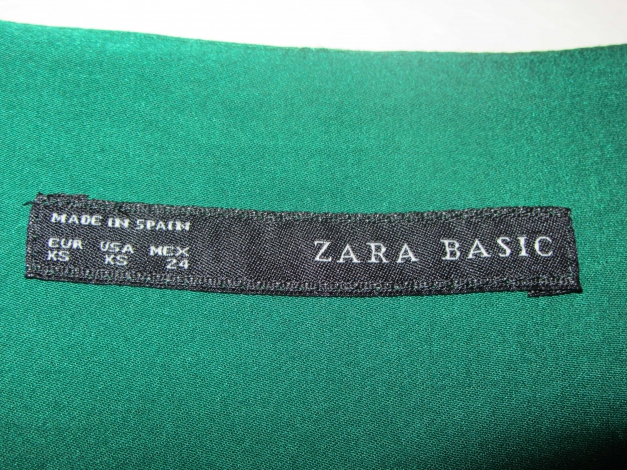 MADE IN SPAIN
EUR USA MEX
XS XS 24
ZARA BASIC